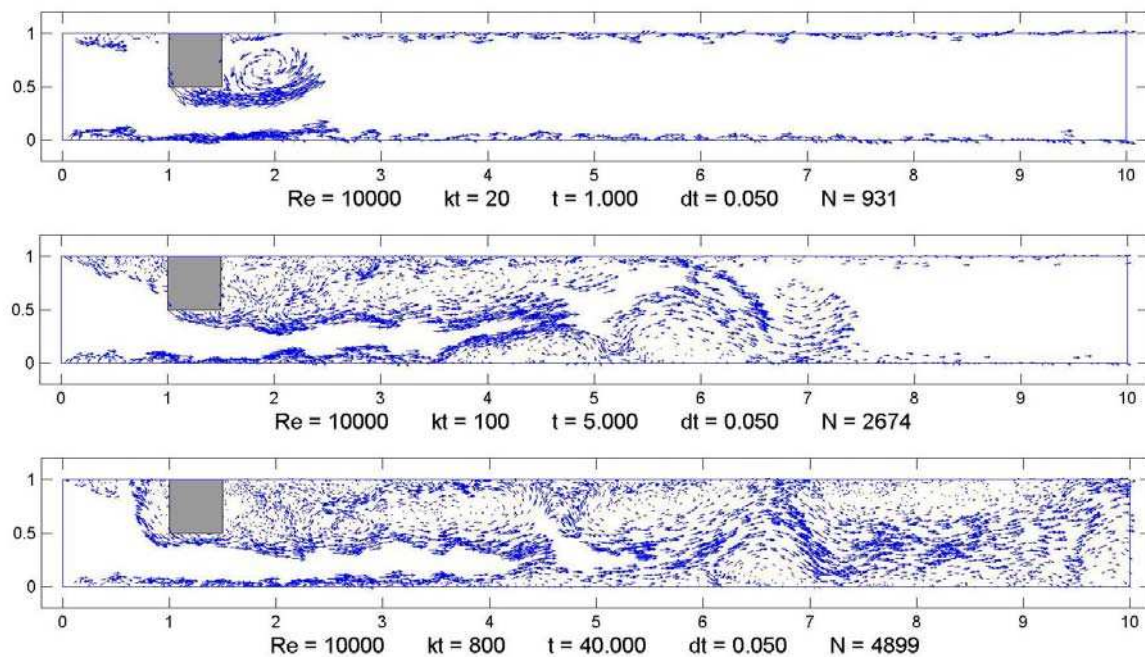 1
0.5
0
0 1 2 3 4 5 6 7 8 9 10
Re = 10000 kt = 20 t = 1.000 dt = 0.050 N = 931
1
0.5
0
0 1 2 3 4 5 6 7 8 9 10
Re = 10000 kt = 100 t = 5.000 dt = 0.050 N = 2674
1
0.5
0
0 1 2 3 4 5 6 7 8 9 10
Re = 10000 kt = 800 t = 40.000 dt = 0.050 N = 4899